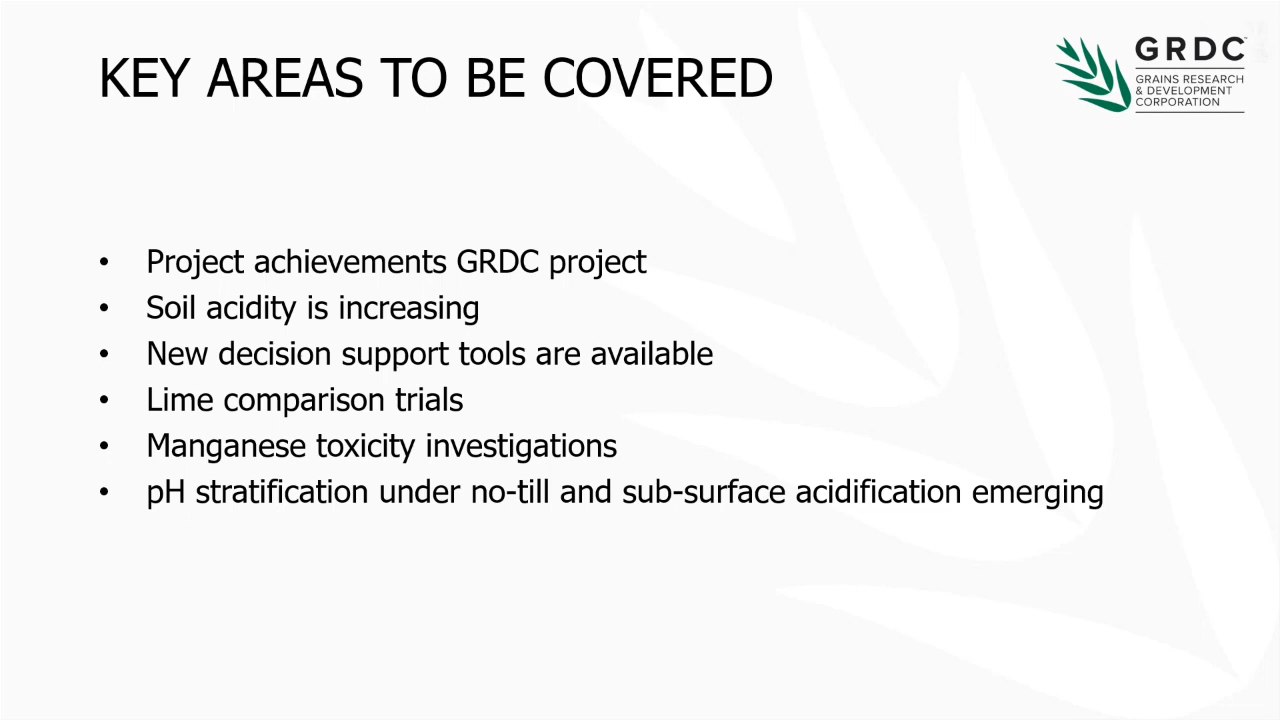 KEY AREAS TO BE COVERED
GRDC™
GRAINS RESEARCH
& DEVELOPMENT
CORPORATION
• Project achievements GRDC project
• Soil acidity is increasing
• New decision support tools are available
• Lime comparison trials
• Manganese toxicity investigations
• pH stratification under no-till and sub-surface acidification emerging